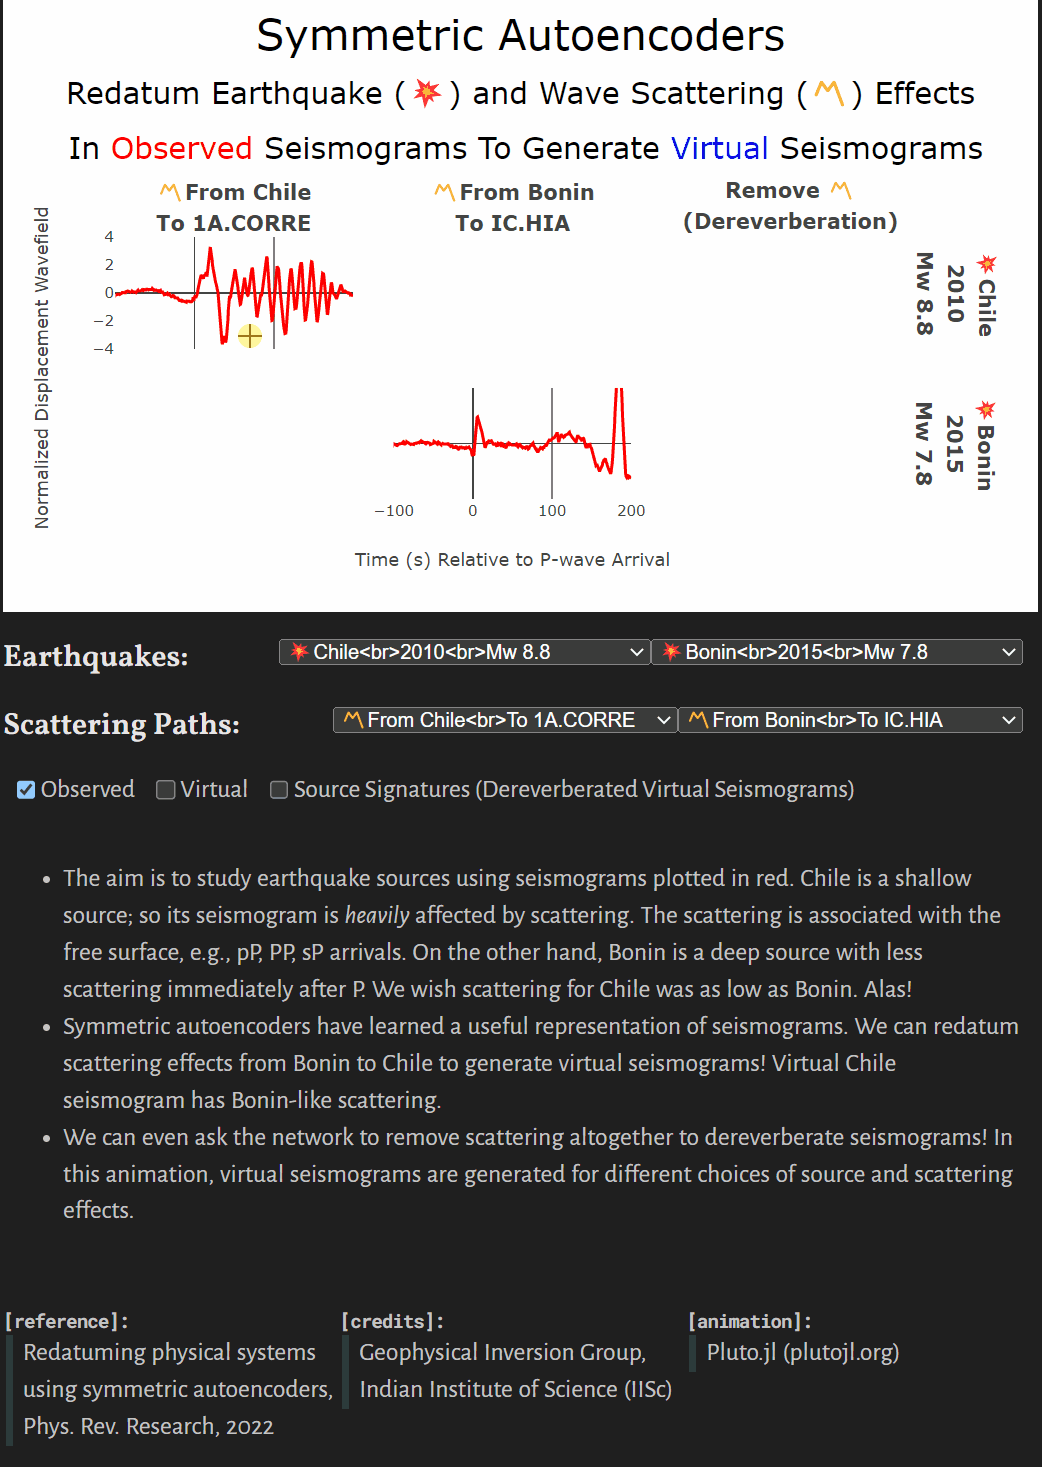 Symmetric Autoencoders
Redatum Earthquake (💥) and Wave Scattering (〽️) Effects
In Observed Seismograms To Generate Virtual Seismograms
〽️From Chile
To 1A.CORRE
〽️From Bonin
To IC.HIA
Remove 〽️
(Dereverberation)
Normalized Displacement Wavefield
4
2
0
−2
−4
💥Chile
2010
Mw 8.8
💥Bonin
2015
Mw 7.8
−100 0 100 200
Time (s) Relative to P-wave Arrival
Earthquakes: 💥Chile<br>2010<br>Mw 8.8 💥Bonin<br>2015<br>Mw 7.8
Scattering Paths: 〽️From Chile<br>To 1A.CORRE 〽️From Bonin<br>To IC.HIA
Observed Virtual Source Signatures (Dereverberated Virtual Seismograms)
• The aim is to study earthquake sources using seismograms plotted in red. Chile is a shallow
source; so its seismogram is heavily affected by scattering. The scattering is associated with the
free surface, e.g., pP, PP, sP arrivals. On the other hand, Bonin is a deep source with less
scattering immediately after P. We wish scattering for Chile was as low as Bonin. Alas!
• Symmetric autoencoders have learned a useful representation of seismograms. We can redatum
scattering effects from Bonin to Chile to generate virtual seismograms! Virtual Chile
seismogram has Bonin-like scattering.
• We can even ask the network to remove scattering altogether to dereverberate seismograms! In
this animation, virtual seismograms are generated for different choices of source and scattering
effects.
[reference]:
Redatuming physical systems
using symmetric autoencoders,
Phys. Rev. Research, 2022
[credits]:
Geophysical Inversion Group,
Indian Institute of Science (IISc)
[animation]:
Pluto.jl (plutojl.org)